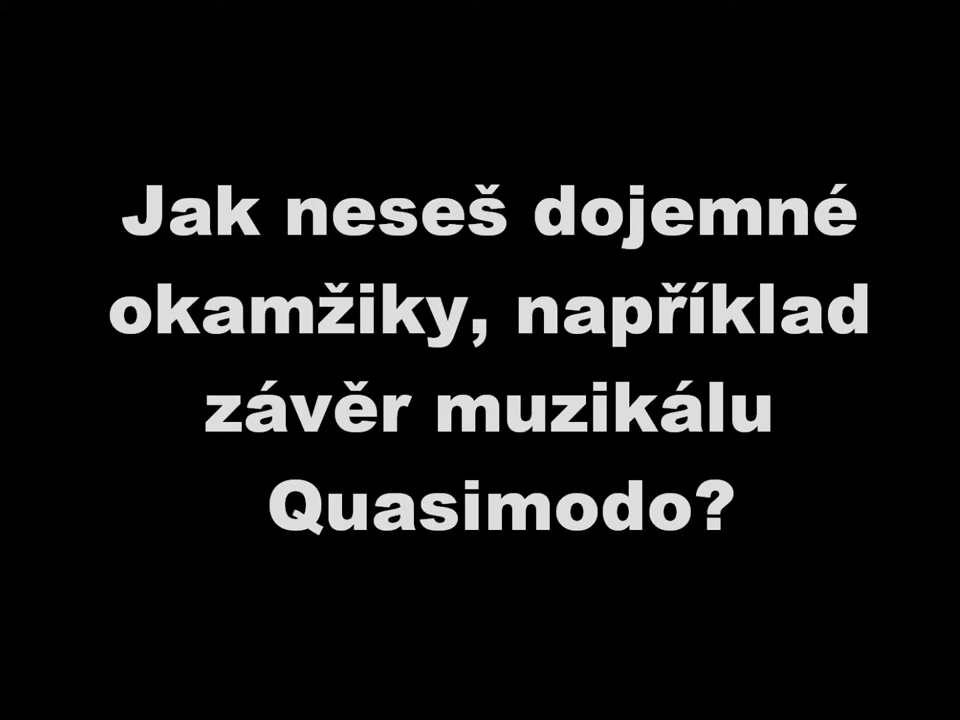 Jak neseš dojemné
okamžiky, například
závěr muzikálu
Quasimodo?